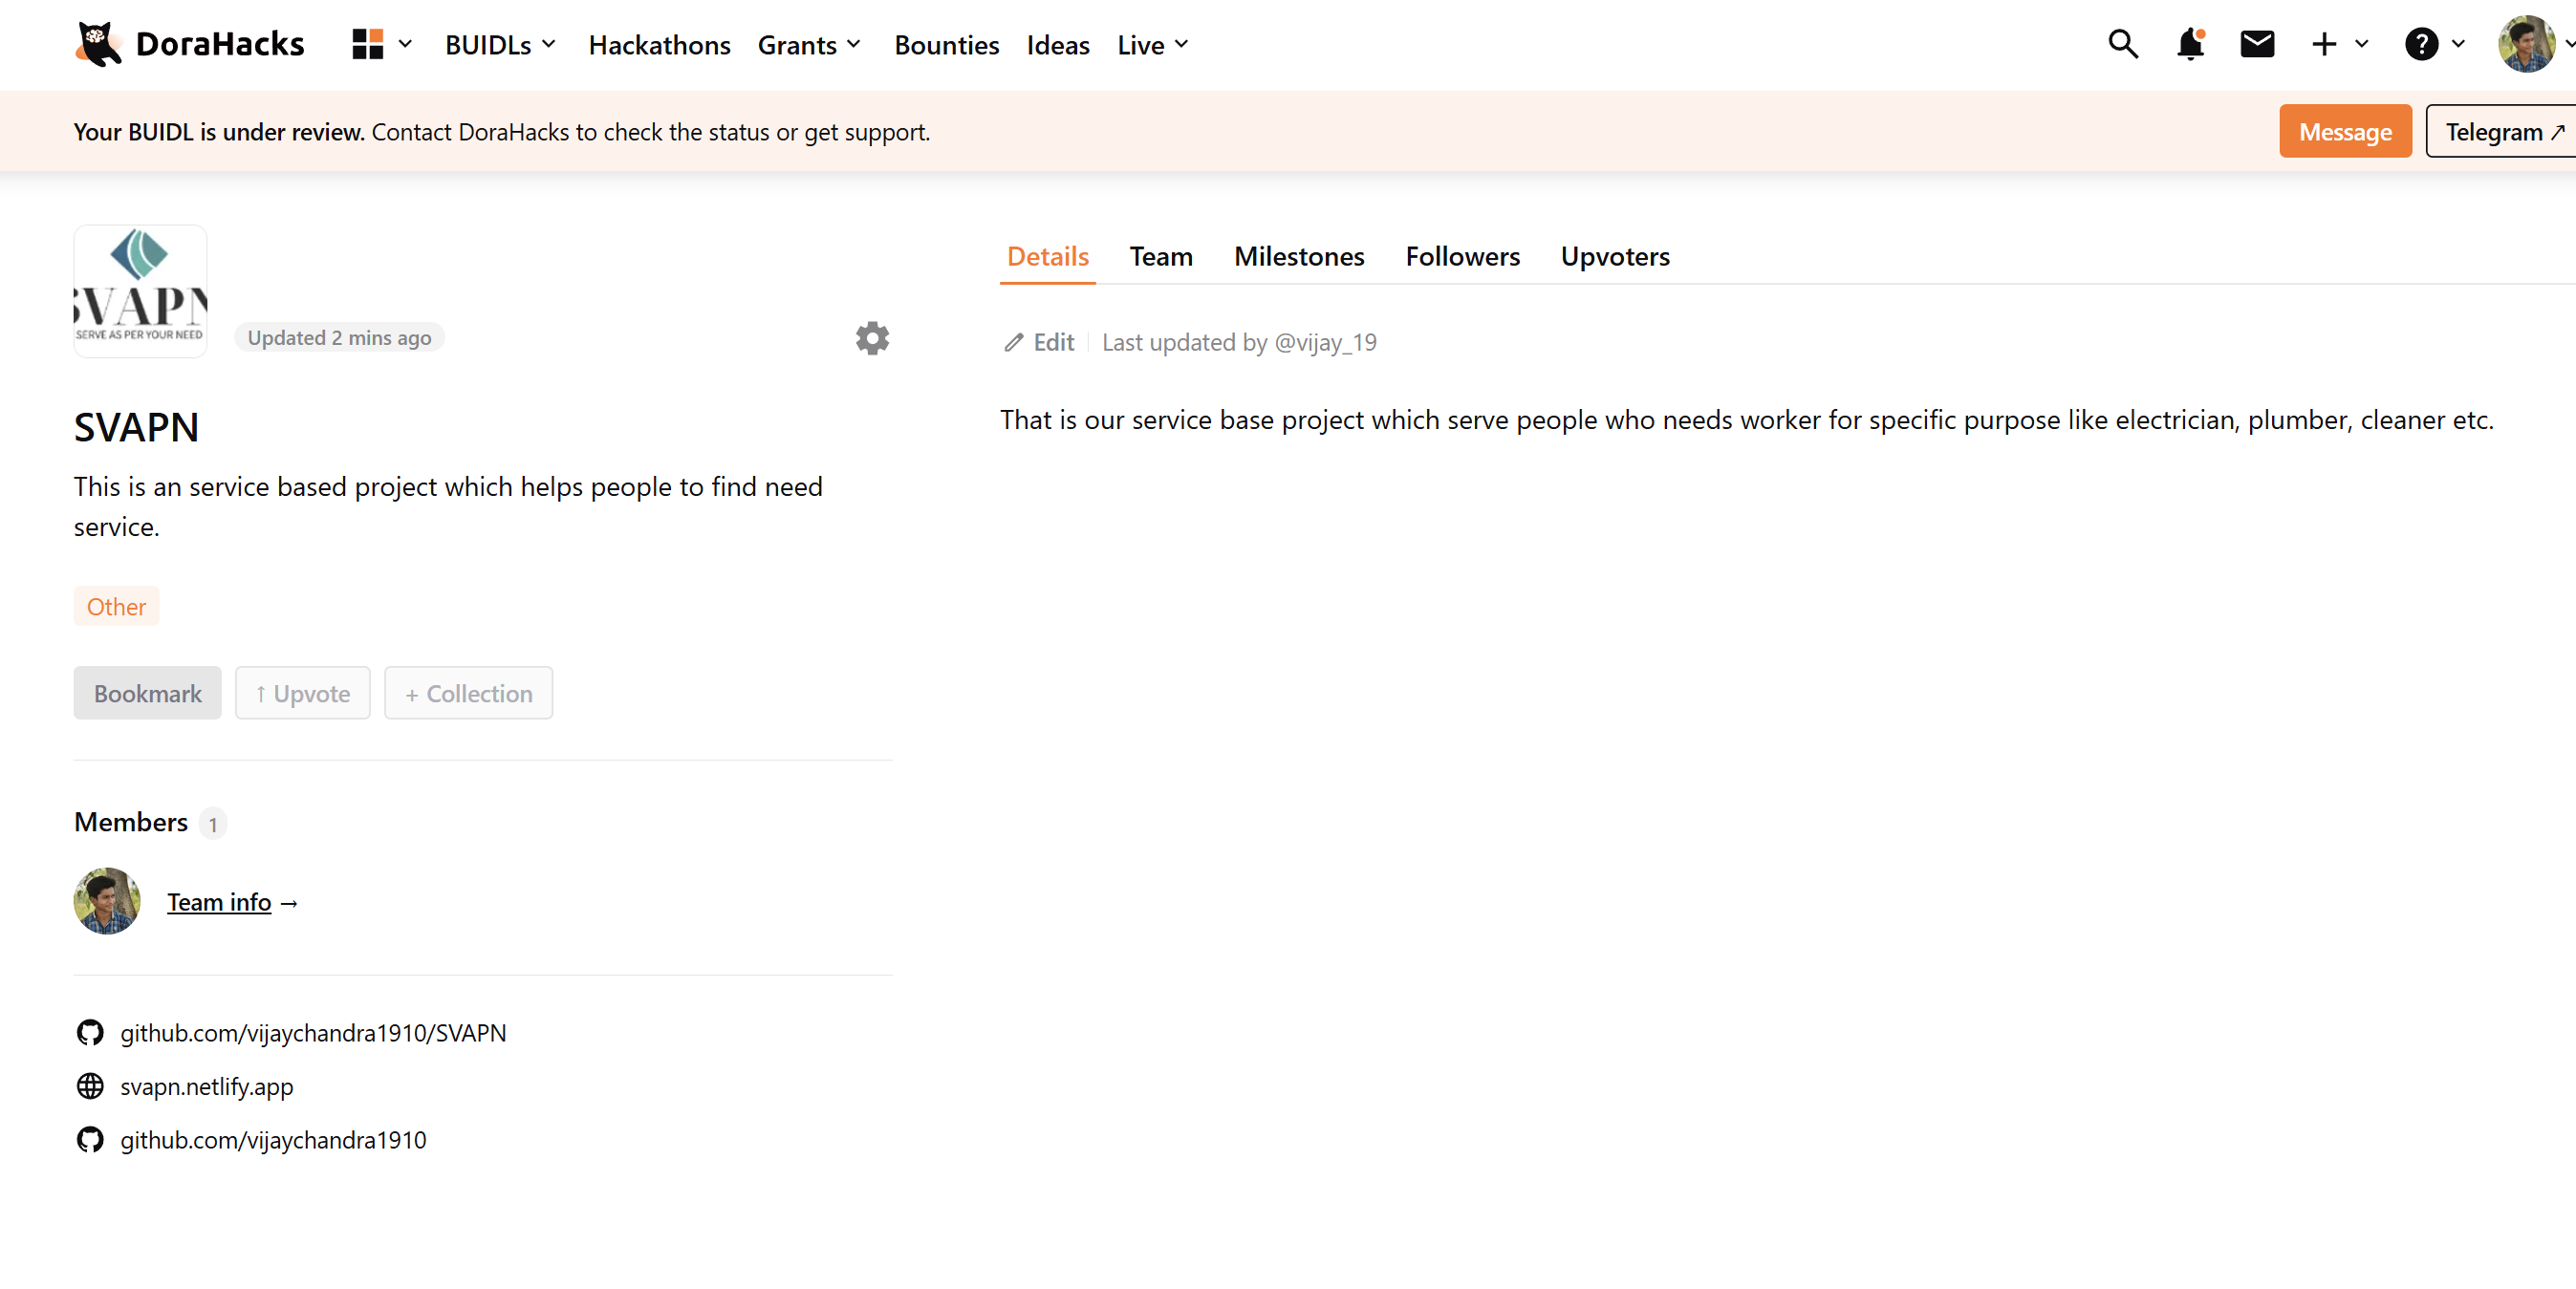 DoraHacks BUIDLs Hackathons Grants Bounties Ideas Live
Your BUIDL is under review. Contact DoraHacks to check the status or get support. Message Telegram ↗
SVAPN
SERVE AS PER YOUR NEED
Updated 2 mins ago
SVAPN
This is an service based project which helps people to find need
service.
Other
Bookmark ↑ Upvote + Collection
Members 1
Team info →
github.com/vijaychandra1910/SVAPN
svapn.netlify.app
github.com/vijaychandra1910
Details Team Milestones Followers Upvoters
Edit Last updated by @vijay_19
That is our service base project which serve people who needs worker for specific purpose like electrician, plumber, cleaner etc.